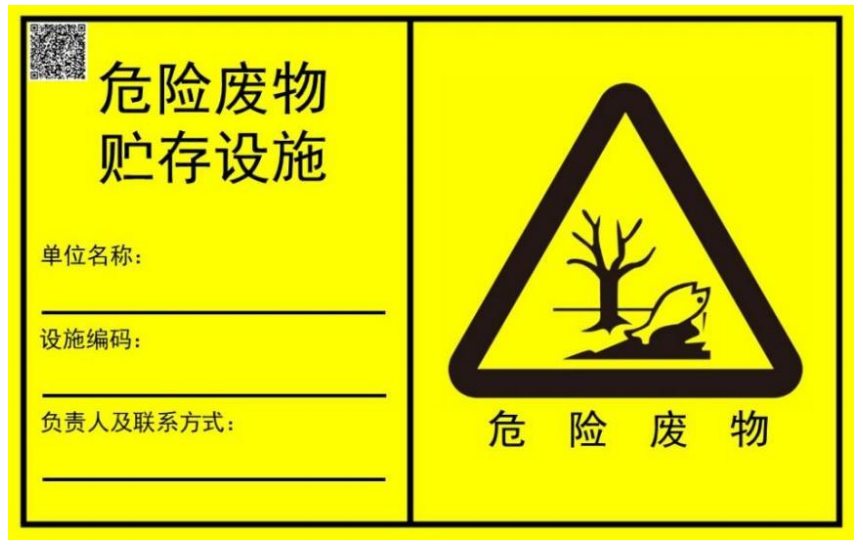 危险废物
贮存设施
单位名称：
设施编码：
负责人及联系方式：
危险废物